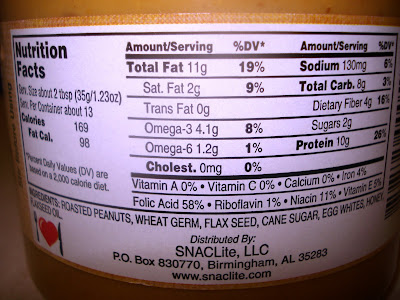 Nutrition
Facts
Serv. Size about 2 tbsp (35g/1.23oz)
Serv. Per Container about 13
Calories 169
Fat Cal. 98
Percent Daily Values (DV) are
based on a 2,000 calorie diet.
Amount/Serving %DV*
Total Fat 11g 19%
Sat. Fat 2g 9%
Trans Fat 0g
Omega-3 4.1g 8%
Omega-6 1.2g 1%
Cholest. 0mg 0%
Amount/Serving %DV*
Sodium 130mg 6%
Total Carb. 8g 3%
Dietary Fiber 4g 16%
Sugars 2g
Protein 10g 26%
Vitamin A 0% • Vitamin C 0% • Calcium 0% • Iron 4%
Folic Acid 58% • Riboflavin 1% • Niacin 11% • Vitamin E 5%
INGREDIENTS: ROASTED PEANUTS, WHEAT GERM, FLAX SEED, CANE SUGAR, EGG WHITES, HONEY,
FLAXSEED OIL.
Distributed By:
SNACLite, LLC
P.O. Box 830770, Birmingham, AL 35283
www.snaclite.com